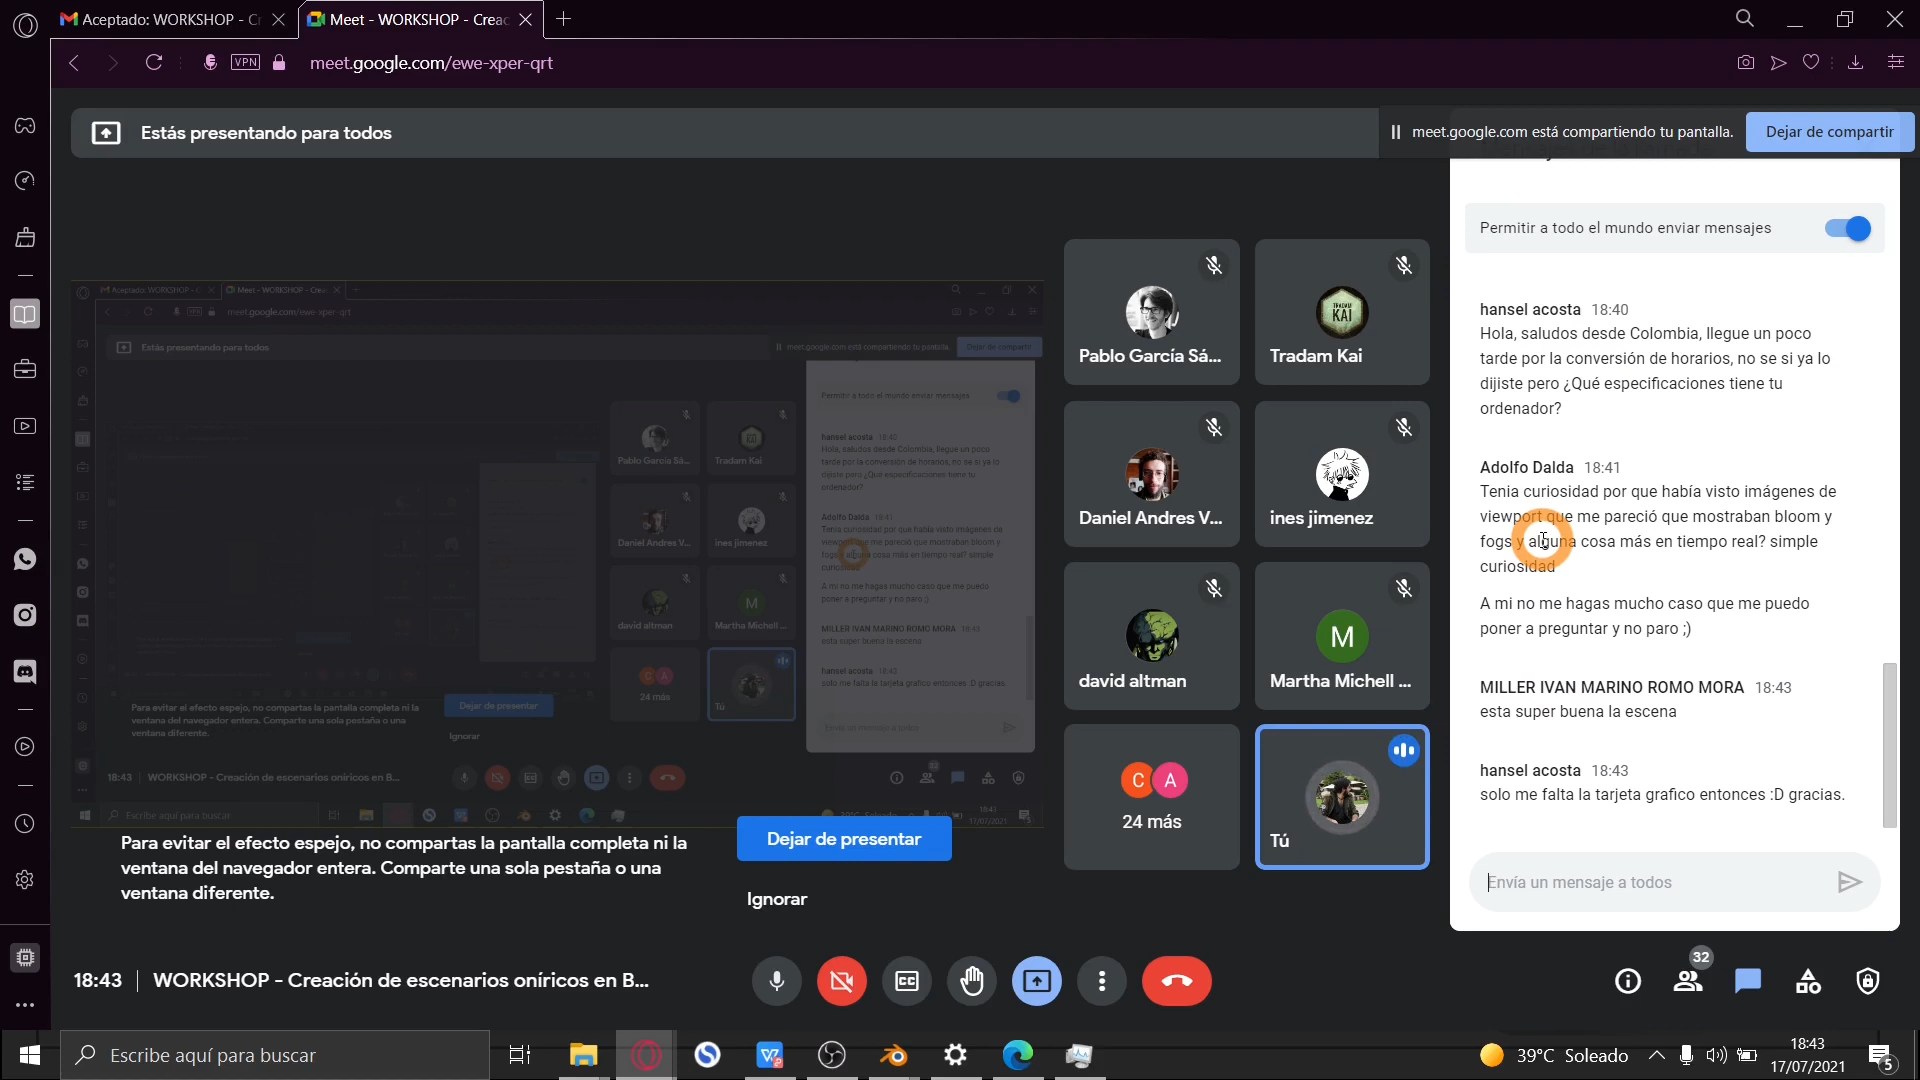 Aceptado: WORKSHOP - C
Meet - WORKSHOP - Creac
VPN
meet.google.com/ewe-xper-qrt
Estás presentando para todos
meet.google.com está compartiendo tu pantalla.
Dejar de compartir
Permitir a todo el mundo enviar mensajes
hansel acosta 18:40
Hola, saludos desde Colombia, llegue un poco
tarde por la conversión de horarios, no se si ya lo
dijiste pero ¿Qué especificaciones tiene tu
ordenador?
Adolfo Dalda 18:41
Tenia curiosidad por que había visto imágenes de
viewport que me pareció que mostraban bloom y
fogs y alguna cosa más en tiempo real? simple
curiosidad
A mi no me hagas mucho caso que me puedo
poner a preguntar y no paro ;)
MILLER IVAN MARINO ROMO MORA 18:43
esta super buena la escena
hansel acosta 18:43
solo me falta la tarjeta grafico entonces :D gracias.
Envía un mensaje a todos
Pablo García Sá...
TRADAM
KAI
Tradam Kai
Daniel Andres V...
ines jimenez
david altman
M
Martha Michell ...
C A
24 más
Tú
Para evitar el efecto espejo, no compartas la pantalla completa ni la
ventana del navegador entera. Comparte una sola pestaña o una
ventana diferente.
Dejar de presentar
Ignorar
18:43 WORKSHOP - Creación de escenarios oníricos en B...
32
Escribe aquí para buscar
39°C Soleado
18:43
17/07/2021
5